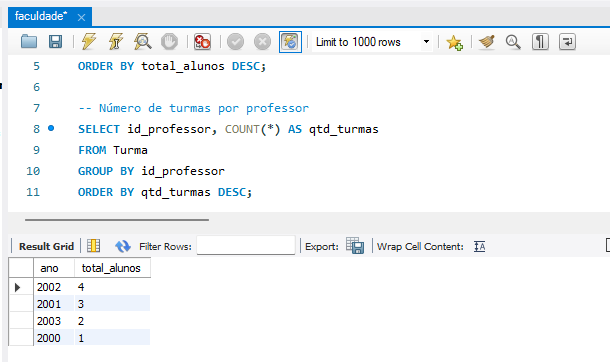 faculdade*
Limit to 1000 rows
5 ORDER BY total_alunos DESC;
6
7 -- Número de turmas por professor
8 SELECT id_professor, COUNT(*) AS qtd_turmas
9 FROM Turma
10 GROUP BY id_professor
11 ORDER BY qtd_turmas DESC;
Result Grid Filter Rows: Export: Wrap Cell Content:
ano total_alunos
2002 4
2001 3
2003 2
2000 1